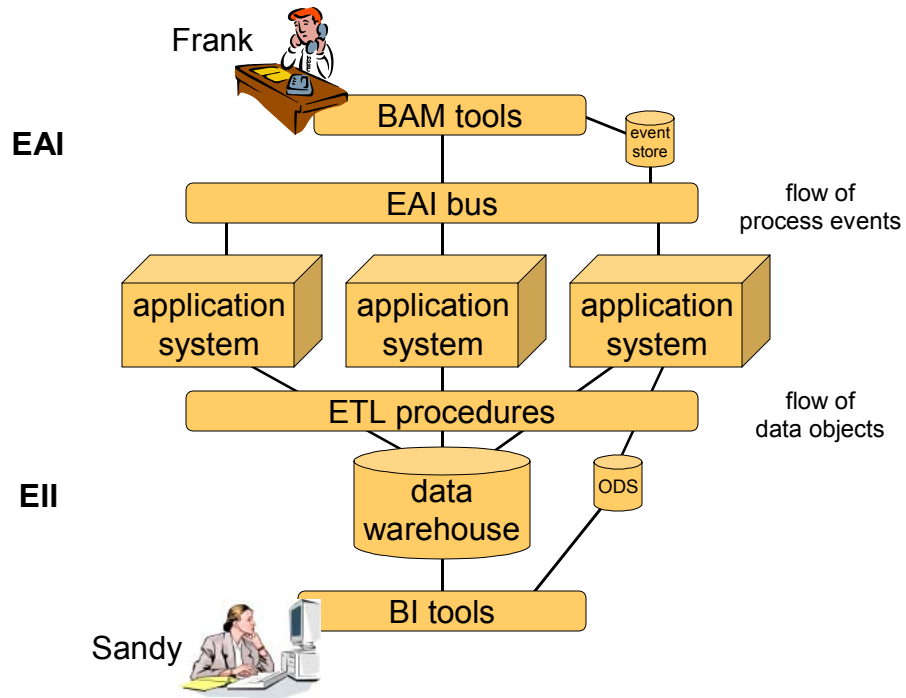 Frank
BAM tools
event
store
EAI
EAI bus
flow of
process events
application
system
application
system
application
system
ETL procedures
flow of
data objects
EII
data
warehouse
ODS
BI tools
Sandy